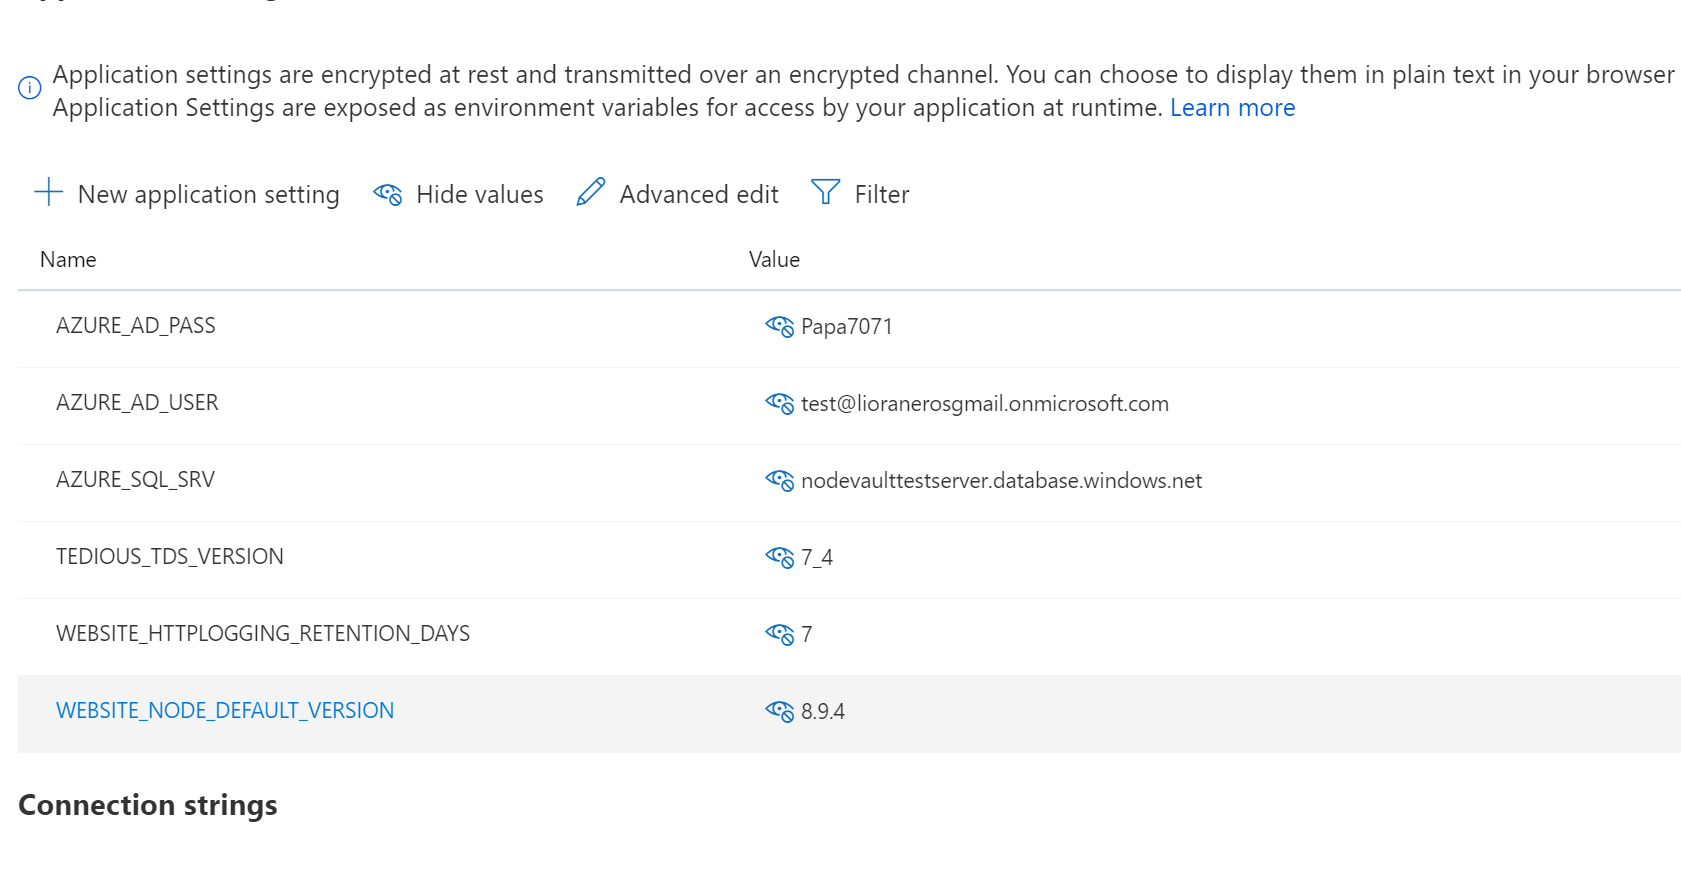 Application settings are encrypted at rest and transmitted over an encrypted channel. You can choose to display them in plain text in your browser
Application Settings are exposed as environment variables for access by your application at runtime. Learn more
New application setting Hide values Advanced edit Filter
Name Value
AZURE_AD_PASS Papa7071
AZURE_AD_USER test@lioranerosgmail.onmicrosoft.com
AZURE_SQL_SRV nodevaulttestserver.database.windows.net
TEDIOUS_TDS_VERSION 7_4
WEBSITE_HTTPLOGGING_RETENTION_DAYS 7
WEBSITE_NODE_DEFAULT_VERSION 8.9.4
Connection strings